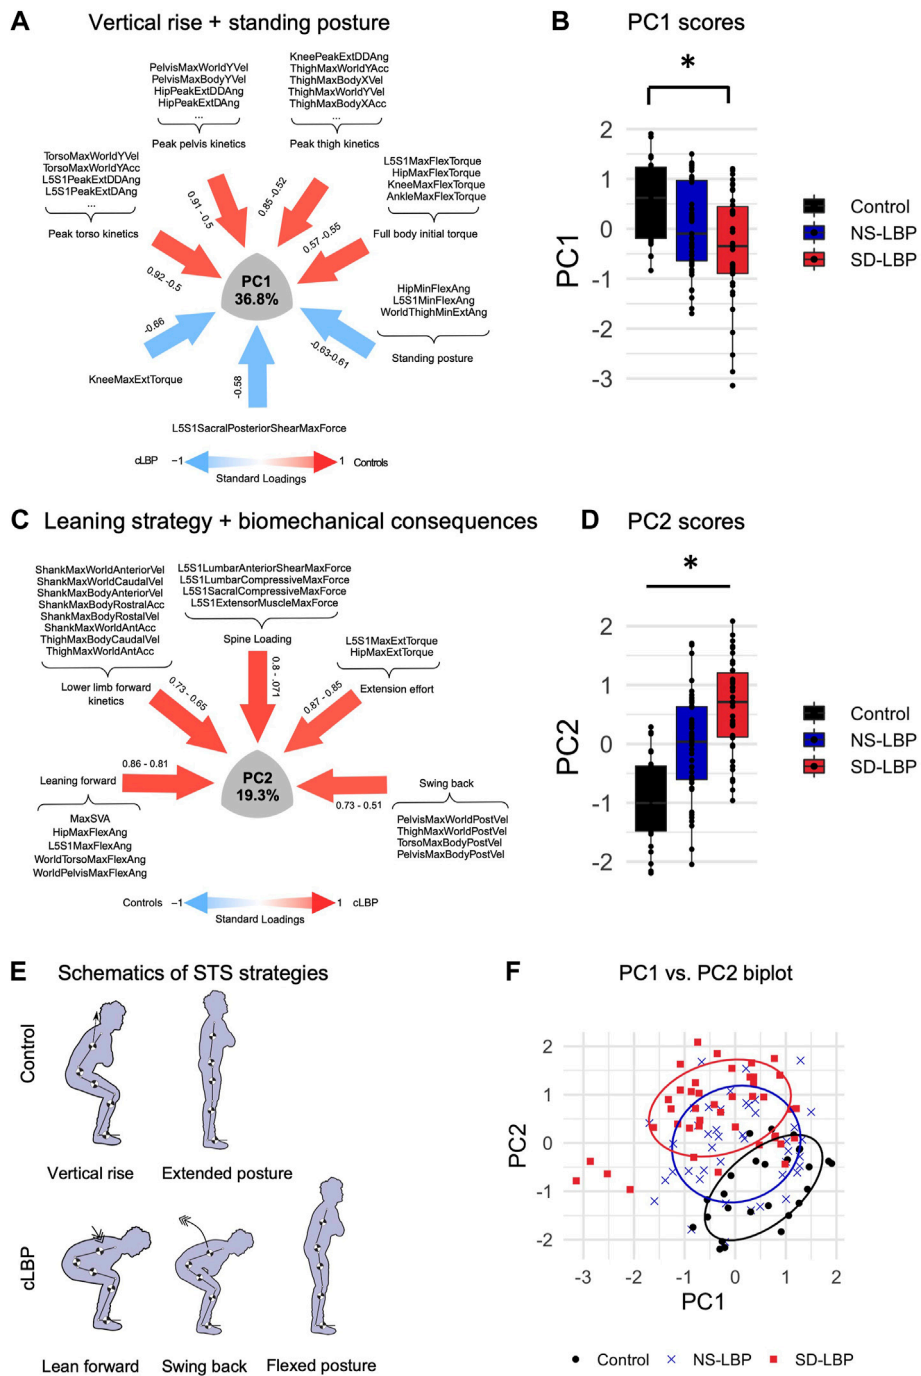 A Vertical rise + standing posture
PelvisMaxWorldYVel
PelvisMaxBodyYVel
HipPeakExtDDAng
HipPeakExtDAng
...
Peak pelvis kinetics
KneePeakExtDDAng
ThighMaxWorldYAcc
ThighMaxBodyXVel
ThighMaxWorldYVel
ThighMaxBodyXAcc
...
Peak thigh kinetics
TorsoMaxWorldYVel
TorsoMaxWorldYAcc
L5S1PeakExtDDAng
L5S1PeakExtDAng
...
Peak torso kinetics
L5S1MaxFlexTorque
HipMaxFlexTorque
KneeMaxFlexTorque
AnkleMaxFlexTorque
Full body initial torque
0.91 - 0.5
0.85 -0.52
0.57 -0.55
0.92 -0.5
PC1
36.8%
HipMinFlexAng
L5S1MinFlexAng
WorldThighMinExtAng
Standing posture
-0.66
-0.63-0.61
-0.58
KneeMaxExtTorque
L5S1SacralPosteriorShearMaxForce
cLBP −1 1 Controls
Standard Loadings
B PC1 scores
*
2
1
0
-1
-2
-3
PC1
Control
NS-LBP
SD-LBP
C Leaning strategy + biomechanical consequences
ShankMaxWorldAnteriorVel
ShankMaxWorldCaudalVel
ShankMaxBodyAnteriorVel
ShankMaxBodyRostralAcc
ShankMaxBodyRostalVel
ShankMaxWorldAntAcc
ThighMaxBodyCaudalVel
ThighMaxWorldAntAcc
Lower limb forward
kinetics
L5S1LumbarAnteriorShearMaxForce
L5S1LumbarCompressiveMaxForce
L5S1SacralCompressiveMaxForce
L5S1ExtensorMuscleMaxForce
Spine Loading
L5S1MaxExtTorque
HipMaxExtTorque
Extension effort
0.73 - 0.65
0.8 - .071
0.87 - 0.85
0.86 - 0.81
0.73 - 0.51
PC2
19.3%
Leaning forward
MaxSVA
HipMaxFlexAng
L5S1MaxFlexAng
WorldTorsoMaxFlexAng
WorldPelvisMaxFlexAng
Swing back
PelvisMaxWorldPostVel
ThighMaxWorldPostVel
TorsoMaxBodyPostVel
PelvisMaxBodyPostVel
Controls −1 1 cLBP
Standard Loadings
D PC2 scores
*
2
1
0
-1
-2
PC2
Control
NS-LBP
SD-LBP
E Schematics of STS strategies
Control
Vertical rise Extended posture
cLBP
Lean forward Swing back Flexed posture
F PC1 vs. PC2 biplot
2
1
0
-1
-2
PC2
-3 -2 -1 0 1 2
PC1
Control NS-LBP SD-LBP